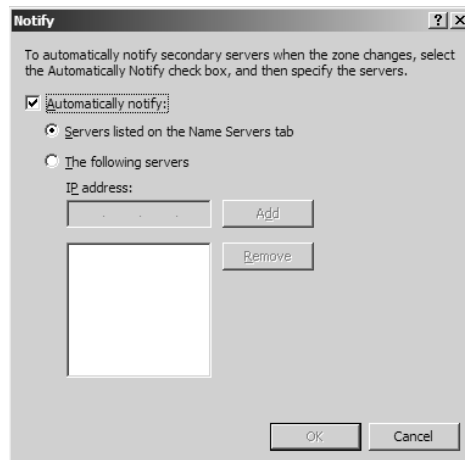 Notify
To automatically notify secondary servers when the zone changes, select
the Automatically Notify check box, and then specify the servers.
Automatically notify:
Servers listed on the Name Servers tab
The following servers
IP address:
. . . Add
Remove
OK Cancel